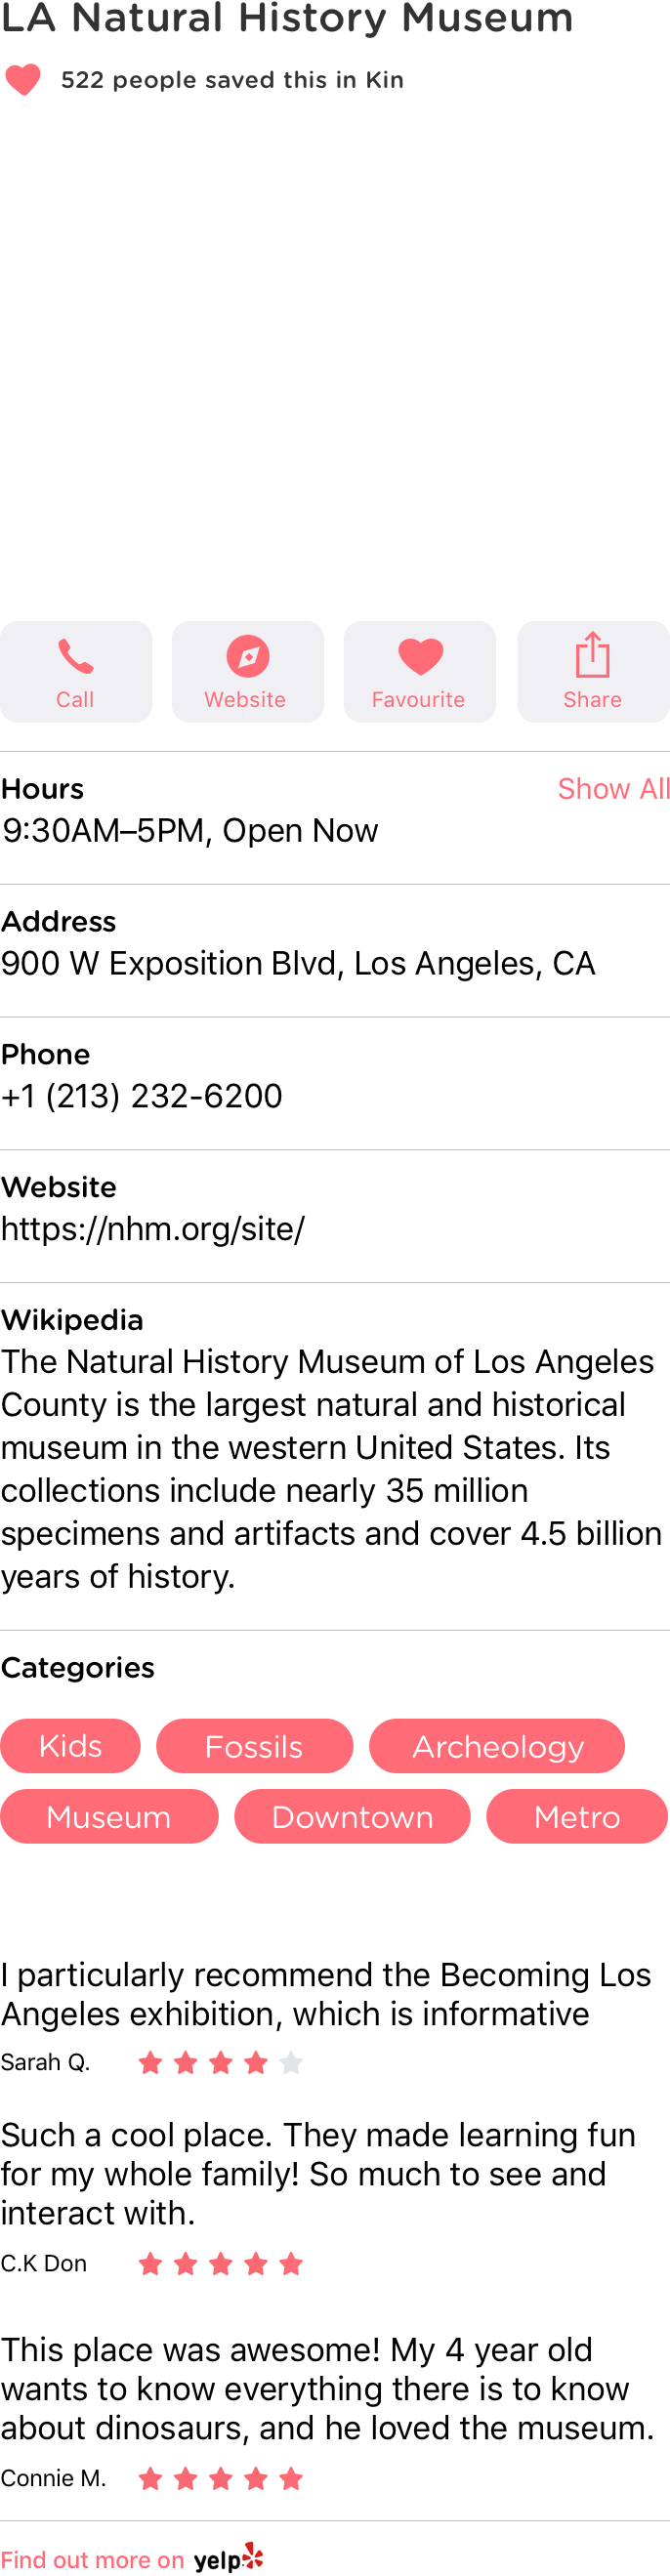 LA Natural History Museum
522 people saved this in Kin
Call
Website
Favourite
Share
Hours
Show All
9:30AM–5PM, Open Now
Address
900 W Exposition Blvd, Los Angeles, CA
Phone
+1 (213) 232-6200
Website
https://nhm.org/site/
Wikipedia
The Natural History Museum of Los Angeles
County is the largest natural and historical
museum in the western United States. Its
collections include nearly 35 million
specimens and artifacts and cover 4.5 billion
years of history.
Categories
Kids Fossils Archeology
Museum Downtown Metro
I particularly recommend the Becoming Los
Angeles exhibition, which is informative
Sarah Q.
Such a cool place. They made learning fun
for my whole family! So much to see and
interact with.
C.K Don
This place was awesome! My 4 year old
wants to know everything there is to know
about dinosaurs, and he loved the museum.
Connie M.
Find out more on yelp